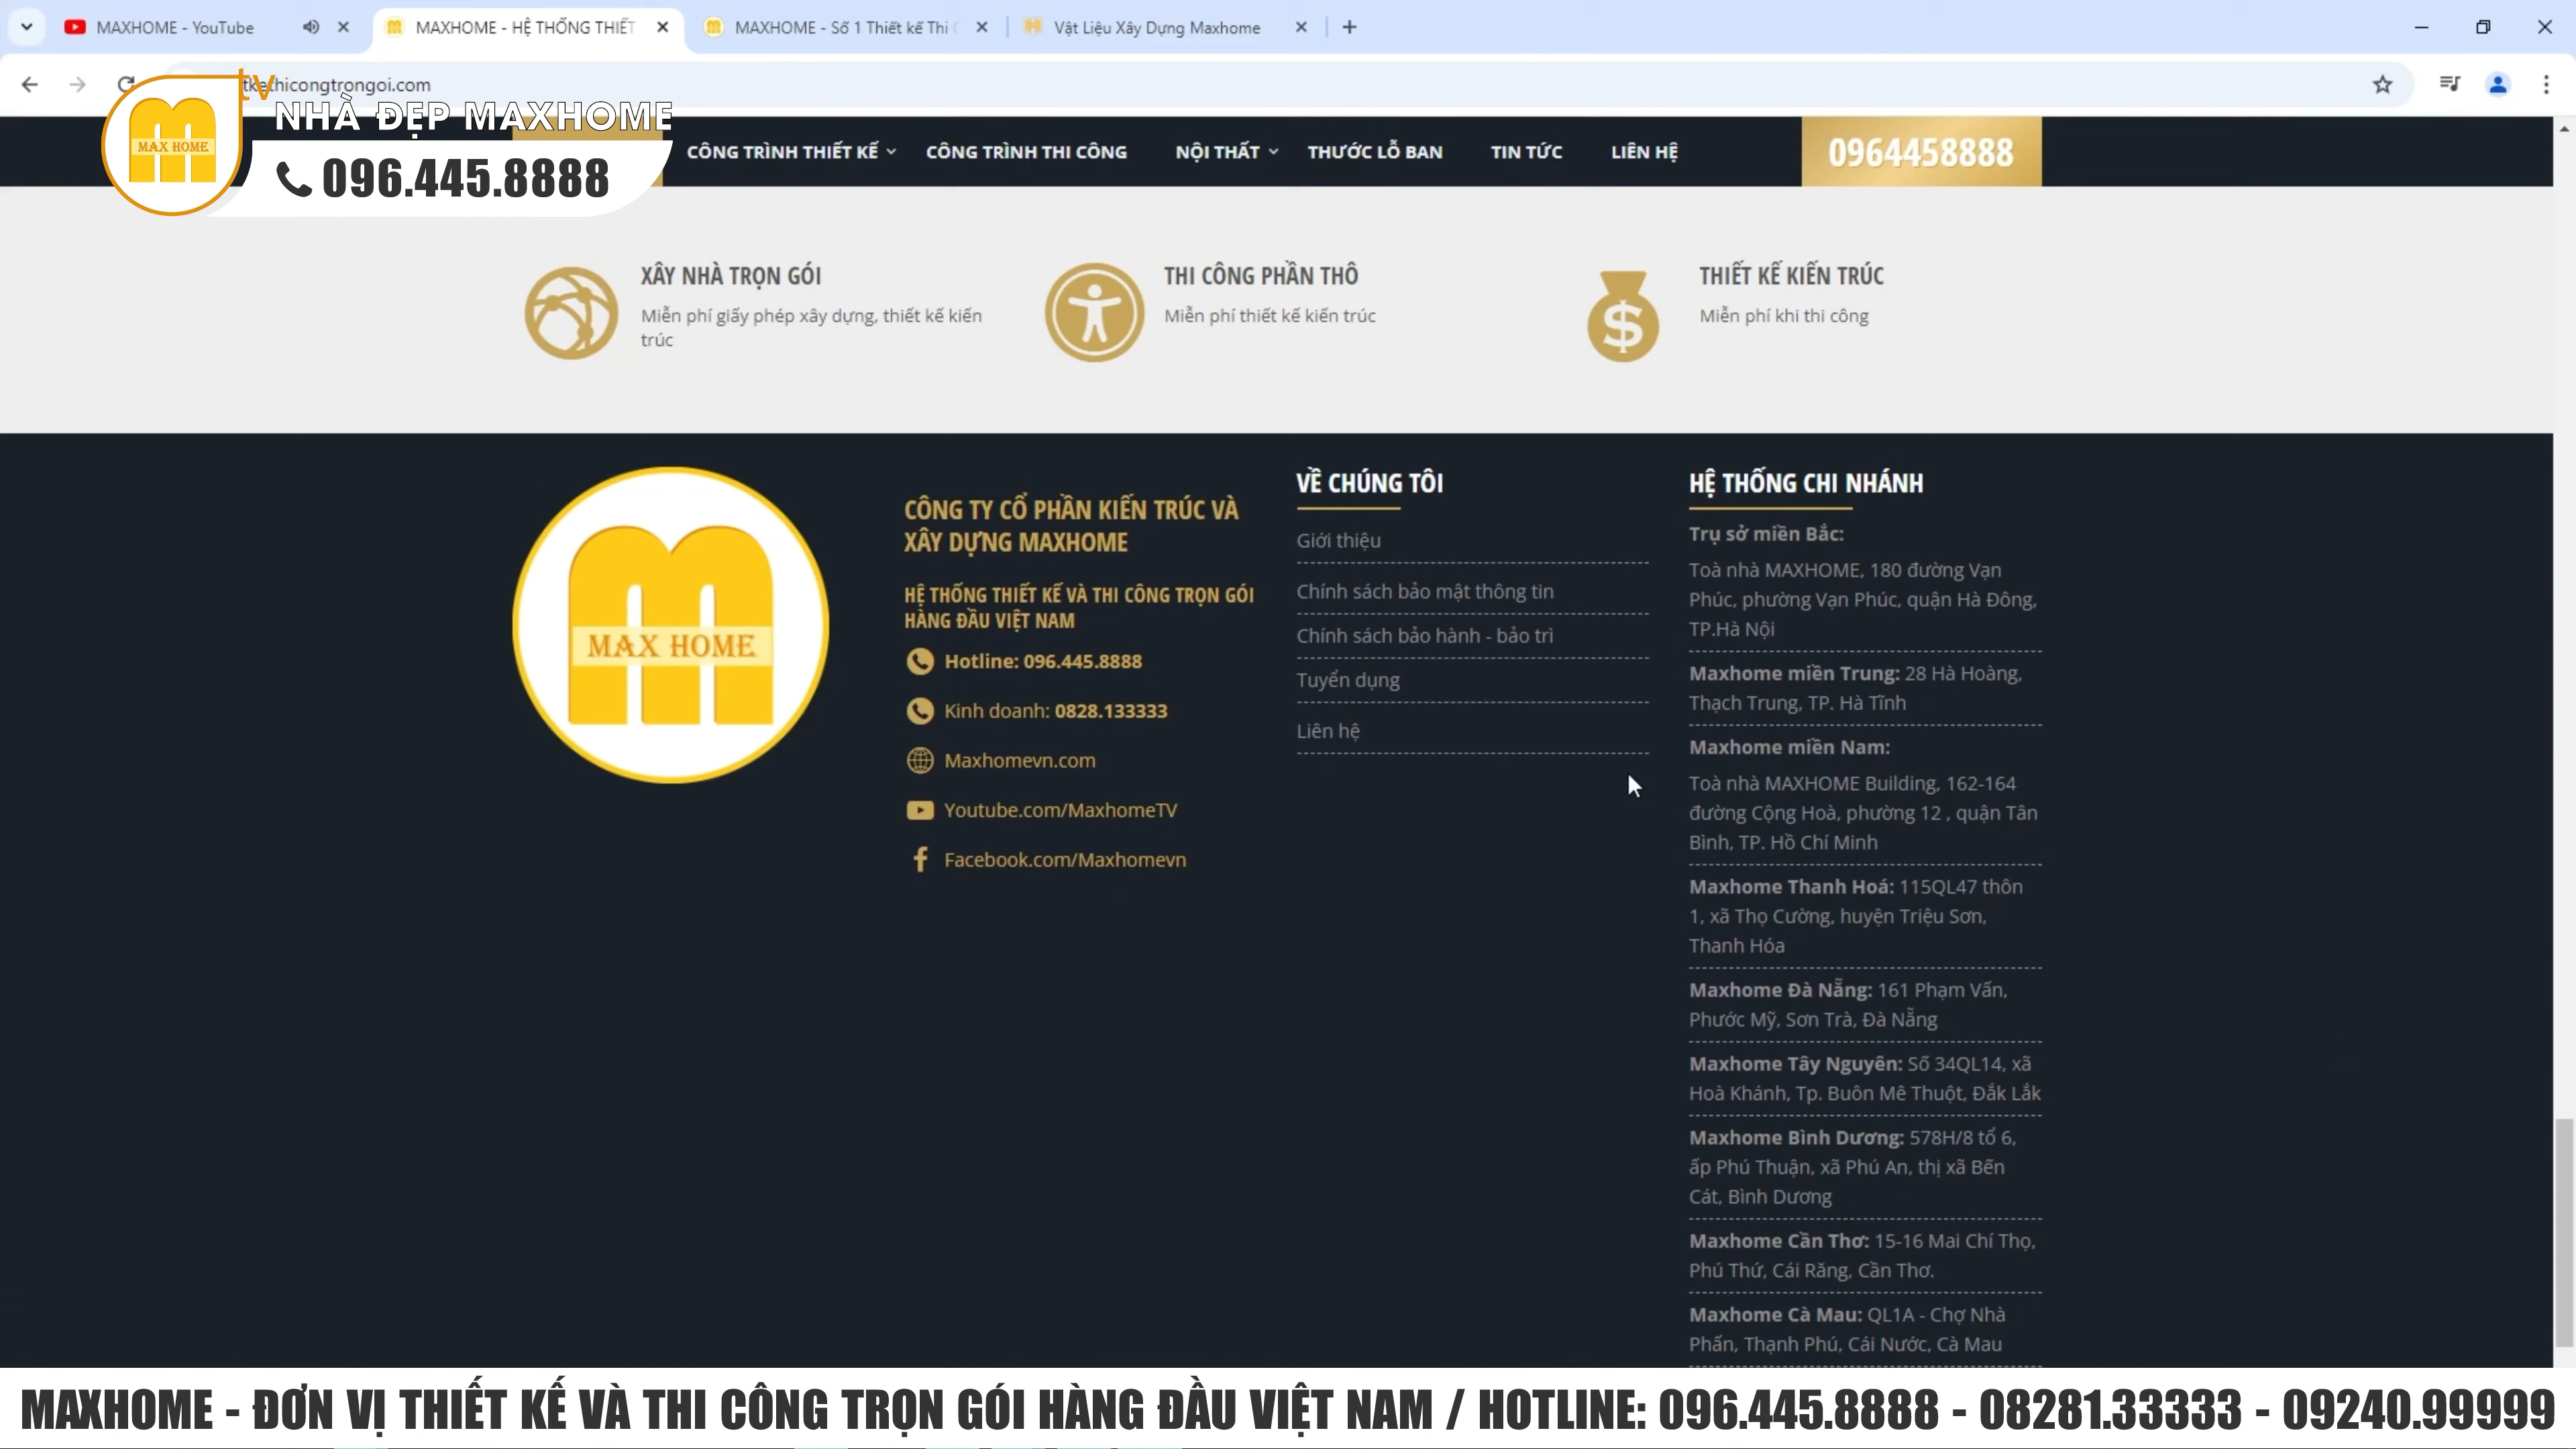 MAXHOME - YouTube
MAXHOME - HỆ THỐNG THIẾT
MAXHOME - Số 1 Thiết kế Thi
Vật Liệu Xây Dựng Maxhome
tkethicongtrongoi.com
tv
NHÀ ĐẸP MAXHOME
MAX HOME
096.445.8888
CÔNG TRÌNH THIẾT KẾ
CÔNG TRÌNH THI CÔNG
NỘI THẤT
THƯỚC LỖ BAN
TIN TỨC
LIÊN HỆ
0964458888
XÂY NHÀ TRỌN GÓI
Miễn phí giấy phép xây dựng, thiết kế kiến
trúc
THI CÔNG PHẦN THÔ
Miễn phí thiết kế kiến trúc
THIẾT KẾ KIẾN TRÚC
Miễn phí khi thi công
MAX HOME
CÔNG TY CỔ PHẦN KIẾN TRÚC VÀ
XÂY DỰNG MAXHOME
HỆ THỐNG THIẾT KẾ VÀ THI CÔNG TRỌN GÓI
HÀNG ĐẦU VIỆT NAM
Hotline: 096.445.8888
Kinh doanh: 0828.133333
Maxhomevn.com
Youtube.com/MaxhomeTV
Facebook.com/Maxhomevn
VỀ CHÚNG TÔI
Giới thiệu
Chính sách bảo mật thông tin
Chính sách bảo hành - bảo trì
Tuyển dụng
Liên hệ
HỆ THỐNG CHI NHÁNH
Trụ sở miền Bắc:
Toà nhà MAXHOME, 180 đường Vạn
Phúc, phường Vạn Phúc, quận Hà Đông,
TP.Hà Nội
Maxhome miền Trung: 28 Hà Hoàng,
Thạch Trung, TP. Hà Tĩnh
Maxhome miền Nam:
Toà nhà MAXHOME Building, 162-164
đường Cộng Hoà, phường 12 , quận Tân
Bình, TP. Hồ Chí Minh
Maxhome Thanh Hoá: 115QL47 thôn
1, xã Thọ Cường, huyện Triệu Sơn,
Thanh Hóa
Maxhome Đà Nẵng: 161 Phạm Vấn,
Phước Mỹ, Sơn Trà, Đà Nẵng
Maxhome Tây Nguyên: Số 34QL14, xã
Hoà Khánh, Tp. Buôn Mê Thuột, Đắk Lắk
Maxhome Bình Dương: 578H/8 tổ 6,
ấp Phú Thuận, xã Phú An, thị xã Bến
Cát, Bình Dương
Maxhome Cần Thơ: 15-16 Mai Chí Thọ,
Phú Thứ, Cái Răng, Cần Thơ.
Maxhome Cà Mau: QL1A - Chợ Nhà
Phấn, Thạnh Phú, Cái Nước, Cà Mau
MAXHOME - ĐƠN VỊ THIẾT KẾ VÀ THI CÔNG TRỌN GÓI HÀNG ĐẦU VIỆT NAM / HOTLINE: 096.445.8888 - 08281.33333 - 09240.99999